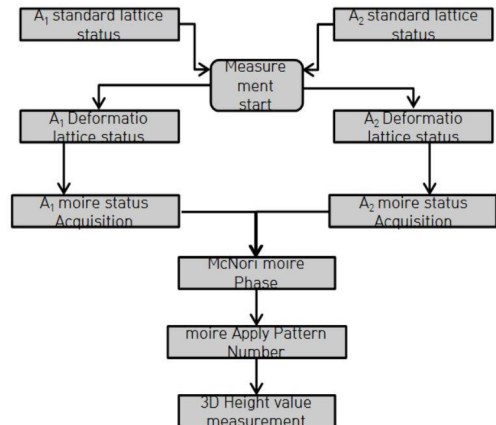 A₁ standard lattice
status
A₂ standard lattice
status
Measure
ment
start
A₁ Deformatio
lattice status
A₂ Deformatio
lattice status
A₁ moire status
Acquisition
A₂ moire status
Acquisition
McNori moire
Phase
moire Apply Pattern
Number
3D Height value
measurement